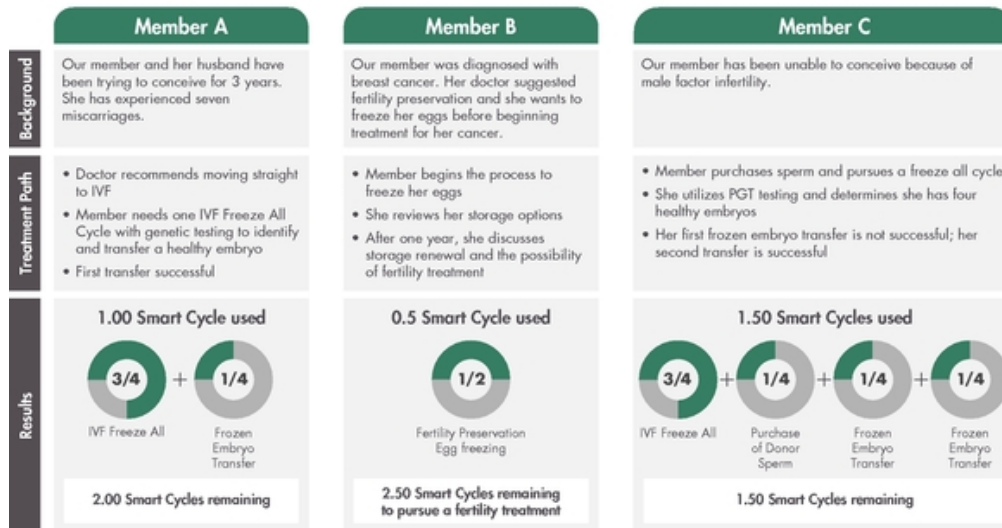 Member A
Member B
Member C
Background
Our member and her husband have
been trying to conceive for 3 years.
She has experienced seven
miscarriages.
Our member was diagnosed with
breast cancer. Her doctor suggested
fertility preservation and she wants to
freeze her eggs before beginning
treatment for her cancer.
Our member has been unable to conceive because of
male factor infertility.
Treatment Path
• Doctor recommends moving straight
to IVF
• Member needs one IVF Freeze All
Cycle with genetic testing to identify
and transfer a healthy embryo
• First transfer successful
• Member begins the process to
freeze her eggs
• She reviews her storage options
• After one year, she discusses
storage renewal and the possibility
of fertility treatment
• Member purchases sperm and pursues a freeze all cycle
• She utilizes PGT testing and determines she has four
healthy embryos
• Her first frozen embryo transfer is not successful; her
second transfer is successful
Results
1.00 Smart Cycle used
3/4 + 1/4
IVF Freeze All
Frozen
Embryo
Transfer
2.00 Smart Cycles remaining
0.5 Smart Cycle used
1/2
Fertility Preservation
Egg freezing
2.50 Smart Cycles remaining
to pursue a fertility treatment
1.50 Smart Cycles used
3/4 + 1/4 + 1/4 + 1/4
IVF Freeze All
Purchase
of Donor
Sperm
Frozen
Embryo
Transfer
Frozen
Embryo
Transfer
1.50 Smart Cycles remaining